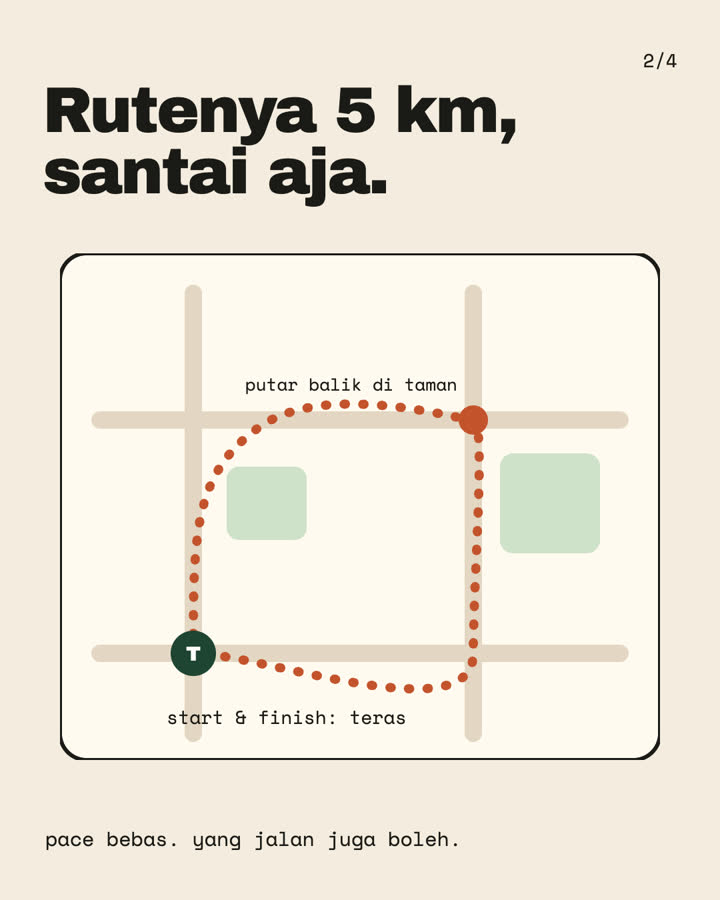 2/4
Rutenya 5 km,
santai aja.
putar balik di taman
T
start & finish: teras
pace bebas. yang jalan juga boleh.